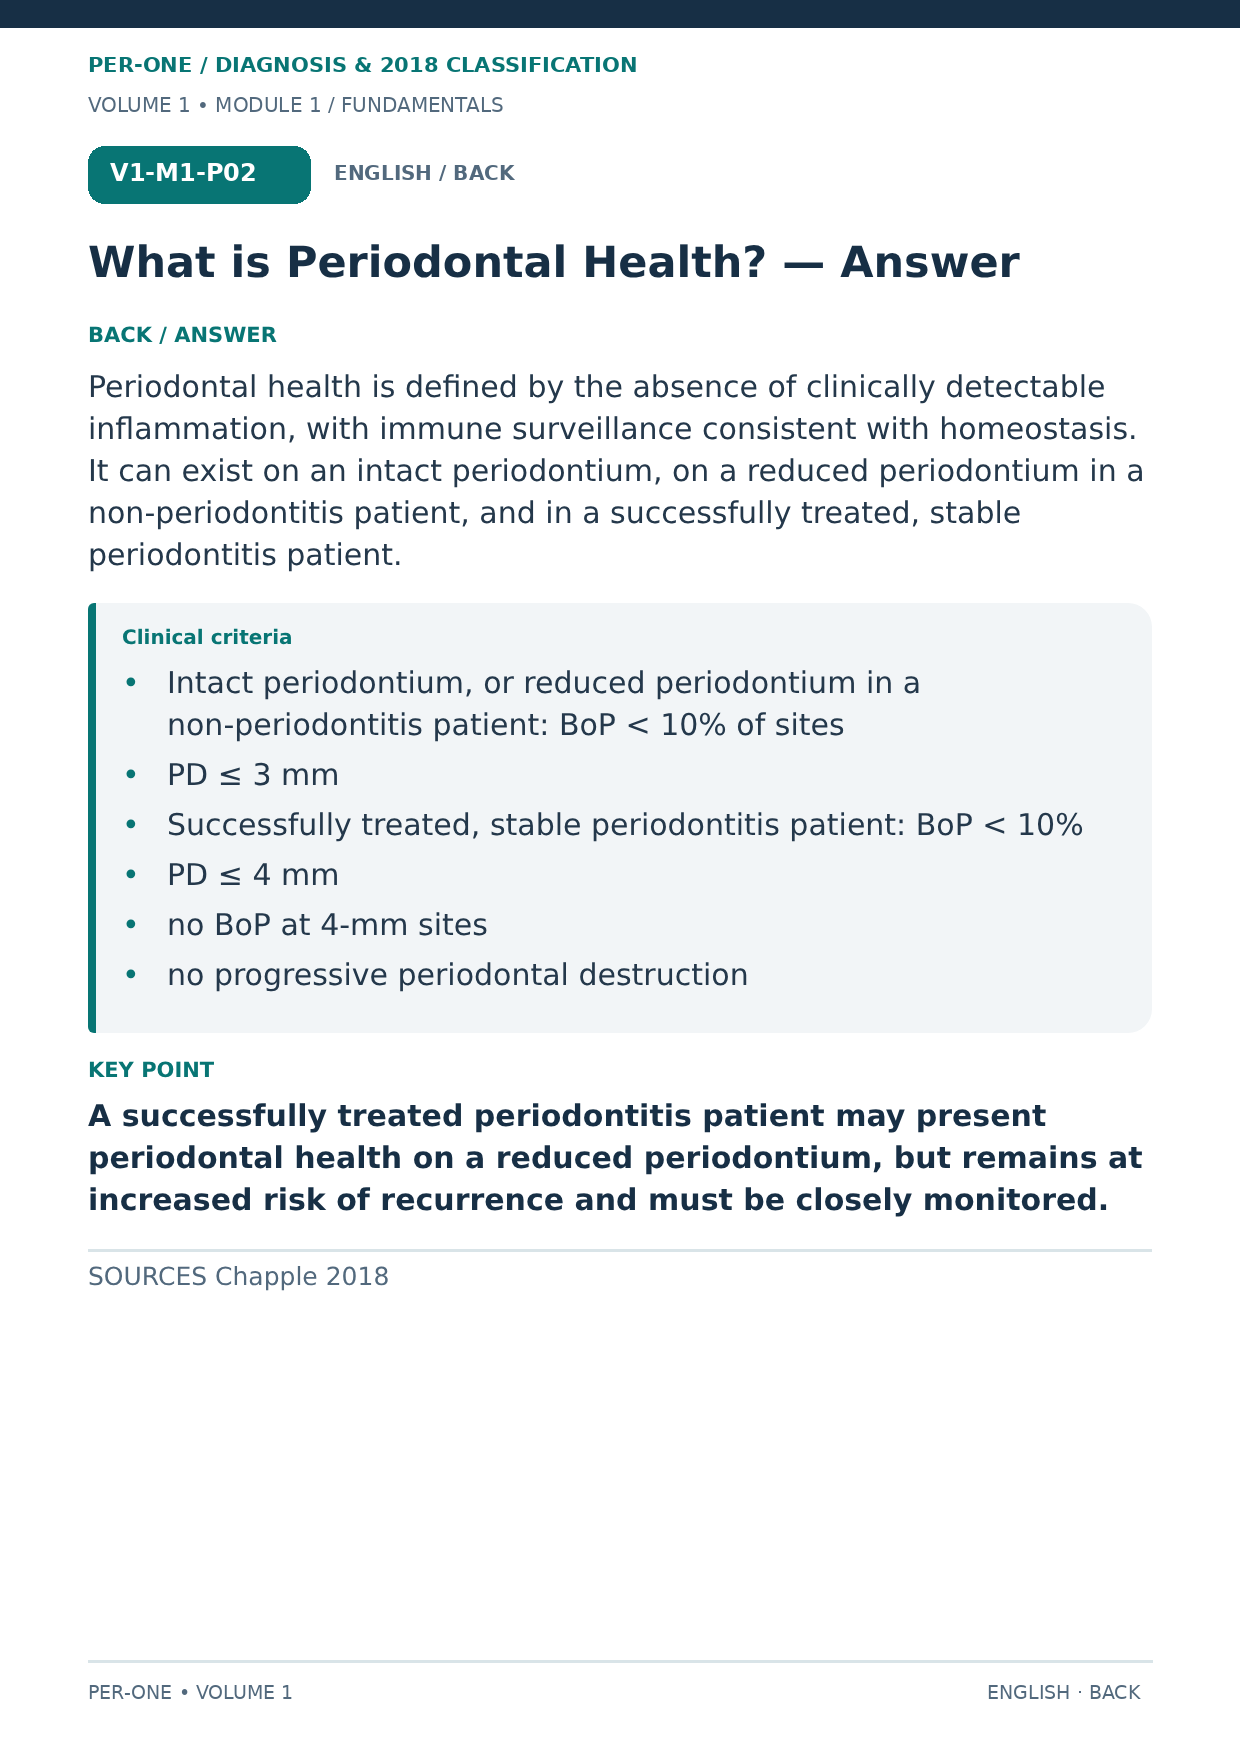 PER-ONE / DIAGNOSIS & 2018 CLASSIFICATION
VOLUME 1 • MODULE 1 / FUNDAMENTALS
V1-M1-P02
ENGLISH / BACK
What is Periodontal Health? — Answer
BACK / ANSWER
Periodontal health is defined by the absence of clinically detectable
inflammation, with immune surveillance consistent with homeostasis.
It can exist on an intact periodontium, on a reduced periodontium in a
non-periodontitis patient, and in a successfully treated, stable
periodontitis patient.
Clinical criteria
• Intact periodontium, or reduced periodontium in a
non-periodontitis patient: BoP < 10% of sites
• PD ≤ 3 mm
• Successfully treated, stable periodontitis patient: BoP < 10%
• PD ≤ 4 mm
• no BoP at 4-mm sites
• no progressive periodontal destruction
KEY POINT
A successfully treated periodontitis patient may present
periodontal health on a reduced periodontium, but remains at
increased risk of recurrence and must be closely monitored.
SOURCES Chapple 2018
PER-ONE • VOLUME 1
ENGLISH · BACK